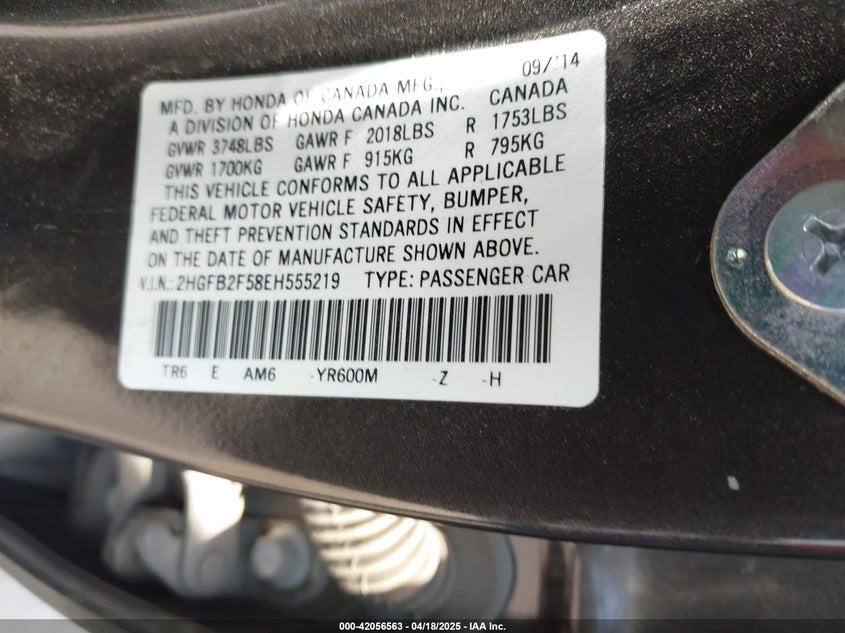 09/'14
MFD. BY HONDA OF CANADA MFG.,
A DIVISION OF HONDA CANADA INC. CANADA
GVWR 3748LBS GAWR F 2018LBS R 1753LBS
GVWR 1700KG GAWR F 915KG R 795KG
THIS VEHICLE CONFORMS TO ALL APPLICABLE
FEDERAL MOTOR VEHICLE SAFETY, BUMPER,
AND THEFT PREVENTION STANDARDS IN EFFECT
ON THE DATE OF MANUFACTURE SHOWN ABOVE.
V.I.N.: 2HGFB2F58EH555219 TYPE: PASSENGER CAR
TR6 E AM6 -YR600M -Z -H
000-42056563 04/18/2025 - IAA Inc.